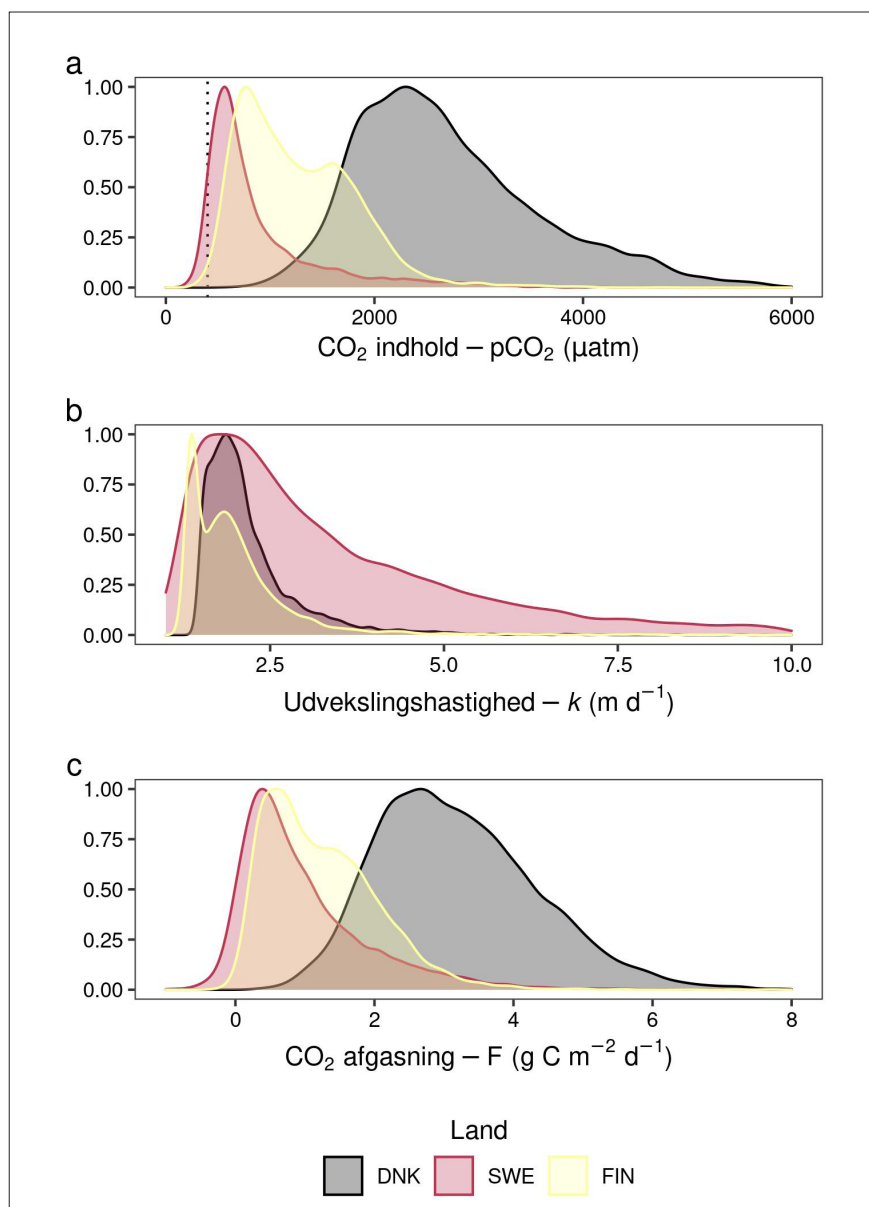 a
1.00
0.75
0.50
0.25
0.00
0 2000 4000 6000
CO₂ indhold – pCO₂ (µatm)
b
1.00
0.75
0.50
0.25
0.00
2.5 5.0 7.5 10.0
Udvekslingshastighed – k (m d⁻¹)
c
1.00
0.75
0.50
0.25
0.00
0 2 4 6 8
CO₂ afgasning – F (g C m⁻² d⁻¹)
Land
DNK SWE FIN